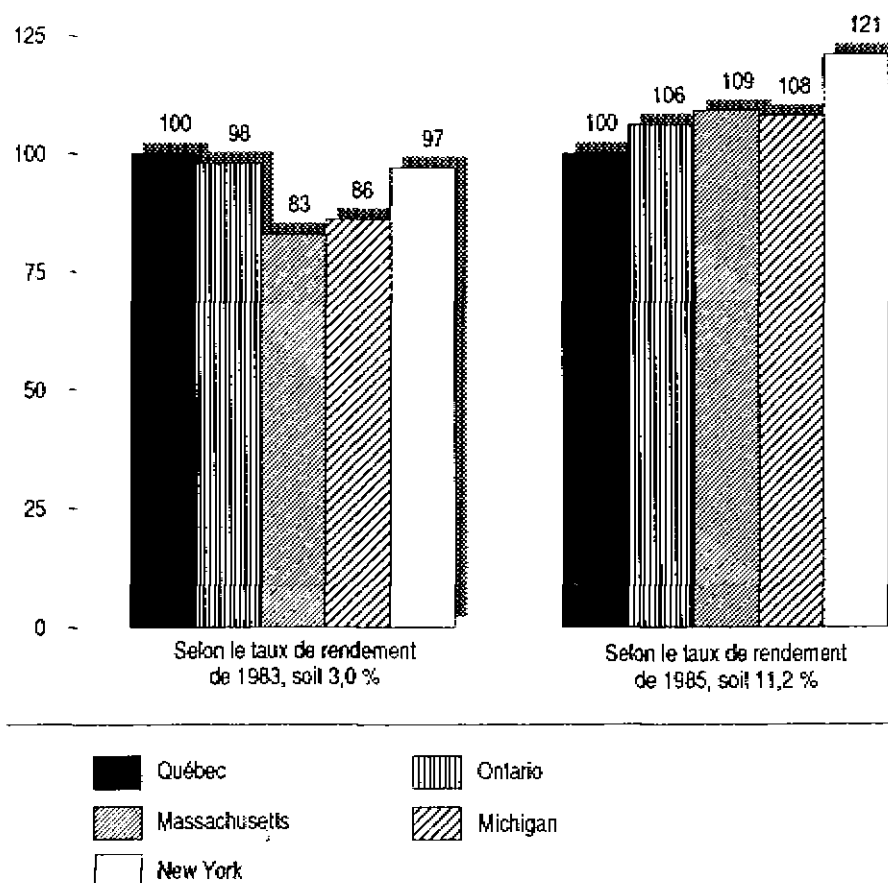 125
121
109
108
106
100
100
98
97
100
86
83
75
50
25
0
Selon le taux de rendement
de 1983, soit 3,0 %
Selon le taux de rendement
de 1985, soit 11,2 %
Québec
Ontario
Massachusetts
Michigan
New York